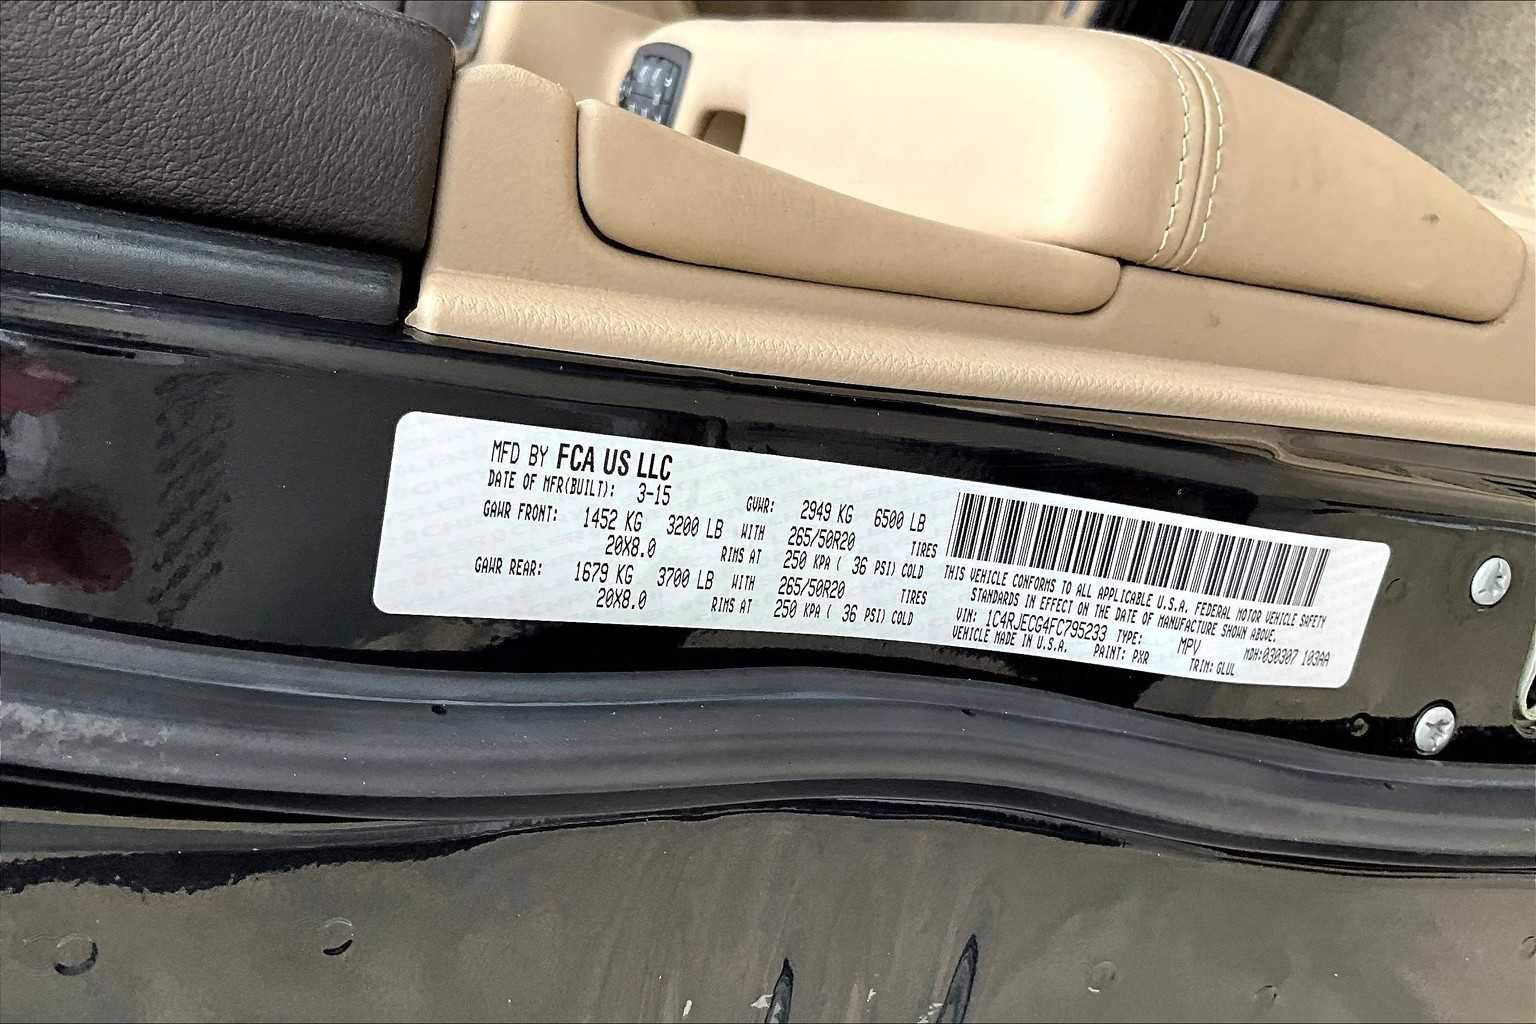 MFD BY FCA US LLC
DATE OF MFR(BUILT): 3-15
GVWR: 2949 KG 6500 LB
GAWR FRONT: 1452 KG 3200 LB WITH 265/50R20 TIRES
20X8.0 RIMS AT 250 KPA ( 36 PSI) COLD
GAWR REAR: 1679 KG 3700 LB WITH 265/50R20 TIRES
20X8.0 RIMS AT 250 KPA ( 36 PSI) COLD
THIS VEHICLE CONFORMS TO ALL APPLICABLE U.S.A. FEDERAL MOTOR VEHICLE SAFETY
STANDARDS IN EFFECT ON THE DATE OF MANUFACTURE SHOWN ABOVE.
VIN: 1C4RJECG4FC795233 TYPE: MPV MDH:030307 103AA
VEHICLE MADE IN U.S.A. PAINT: PXR TRIM: GLUL